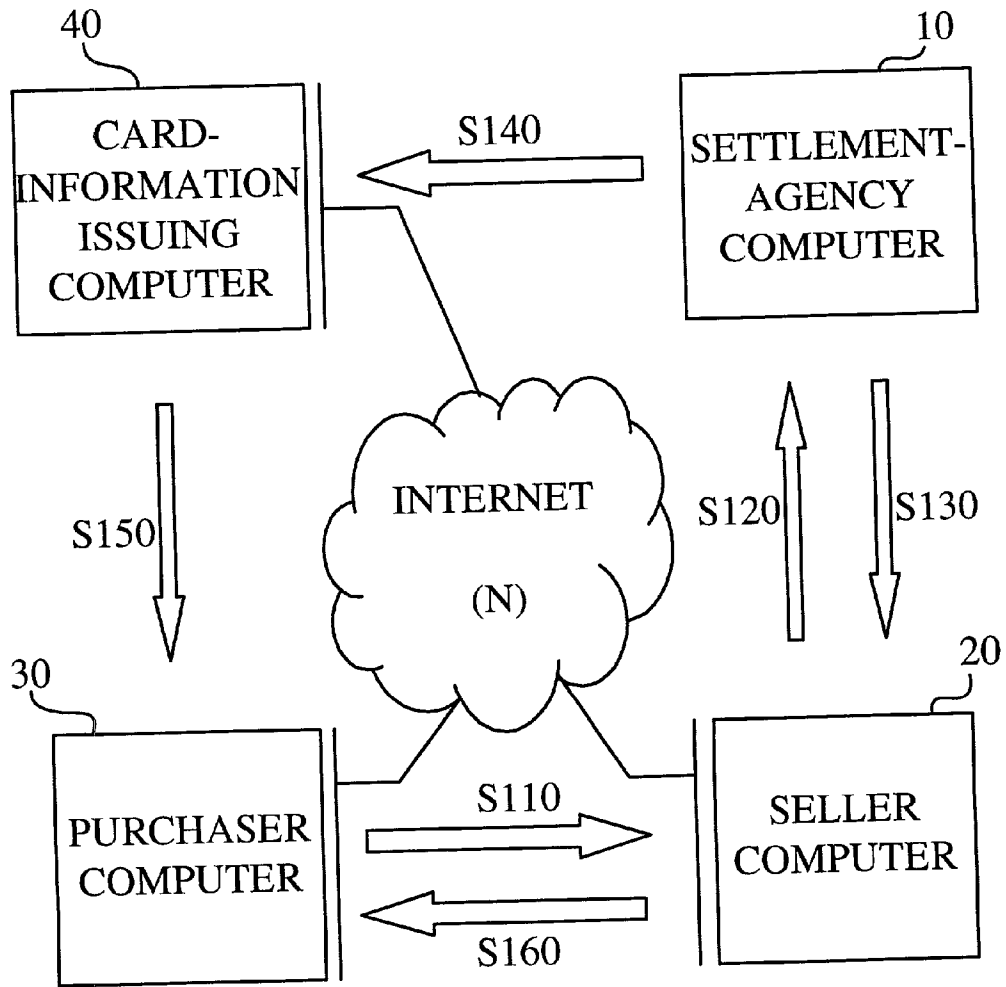 40
10
CARD-
INFORMATION
ISSUING
COMPUTER
S140
SETTLEMENT-
AGENCY
COMPUTER
S150
INTERNET
(N)
S120
S130
30
20
PURCHASER
COMPUTER
S110
S160
SELLER
COMPUTER